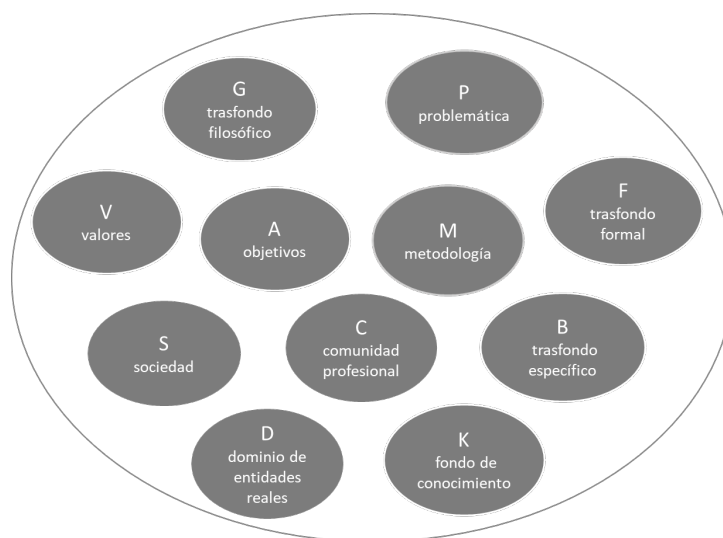 G
trasfondo
filosófico
P
problemática
V
valores
A
objetivos
M
metodología
F
trasfondo
formal
S
sociedad
C
comunidad
profesional
B
trasfondo
específico
D
dominio de
entidades
reales
K
fondo de
conocimiento